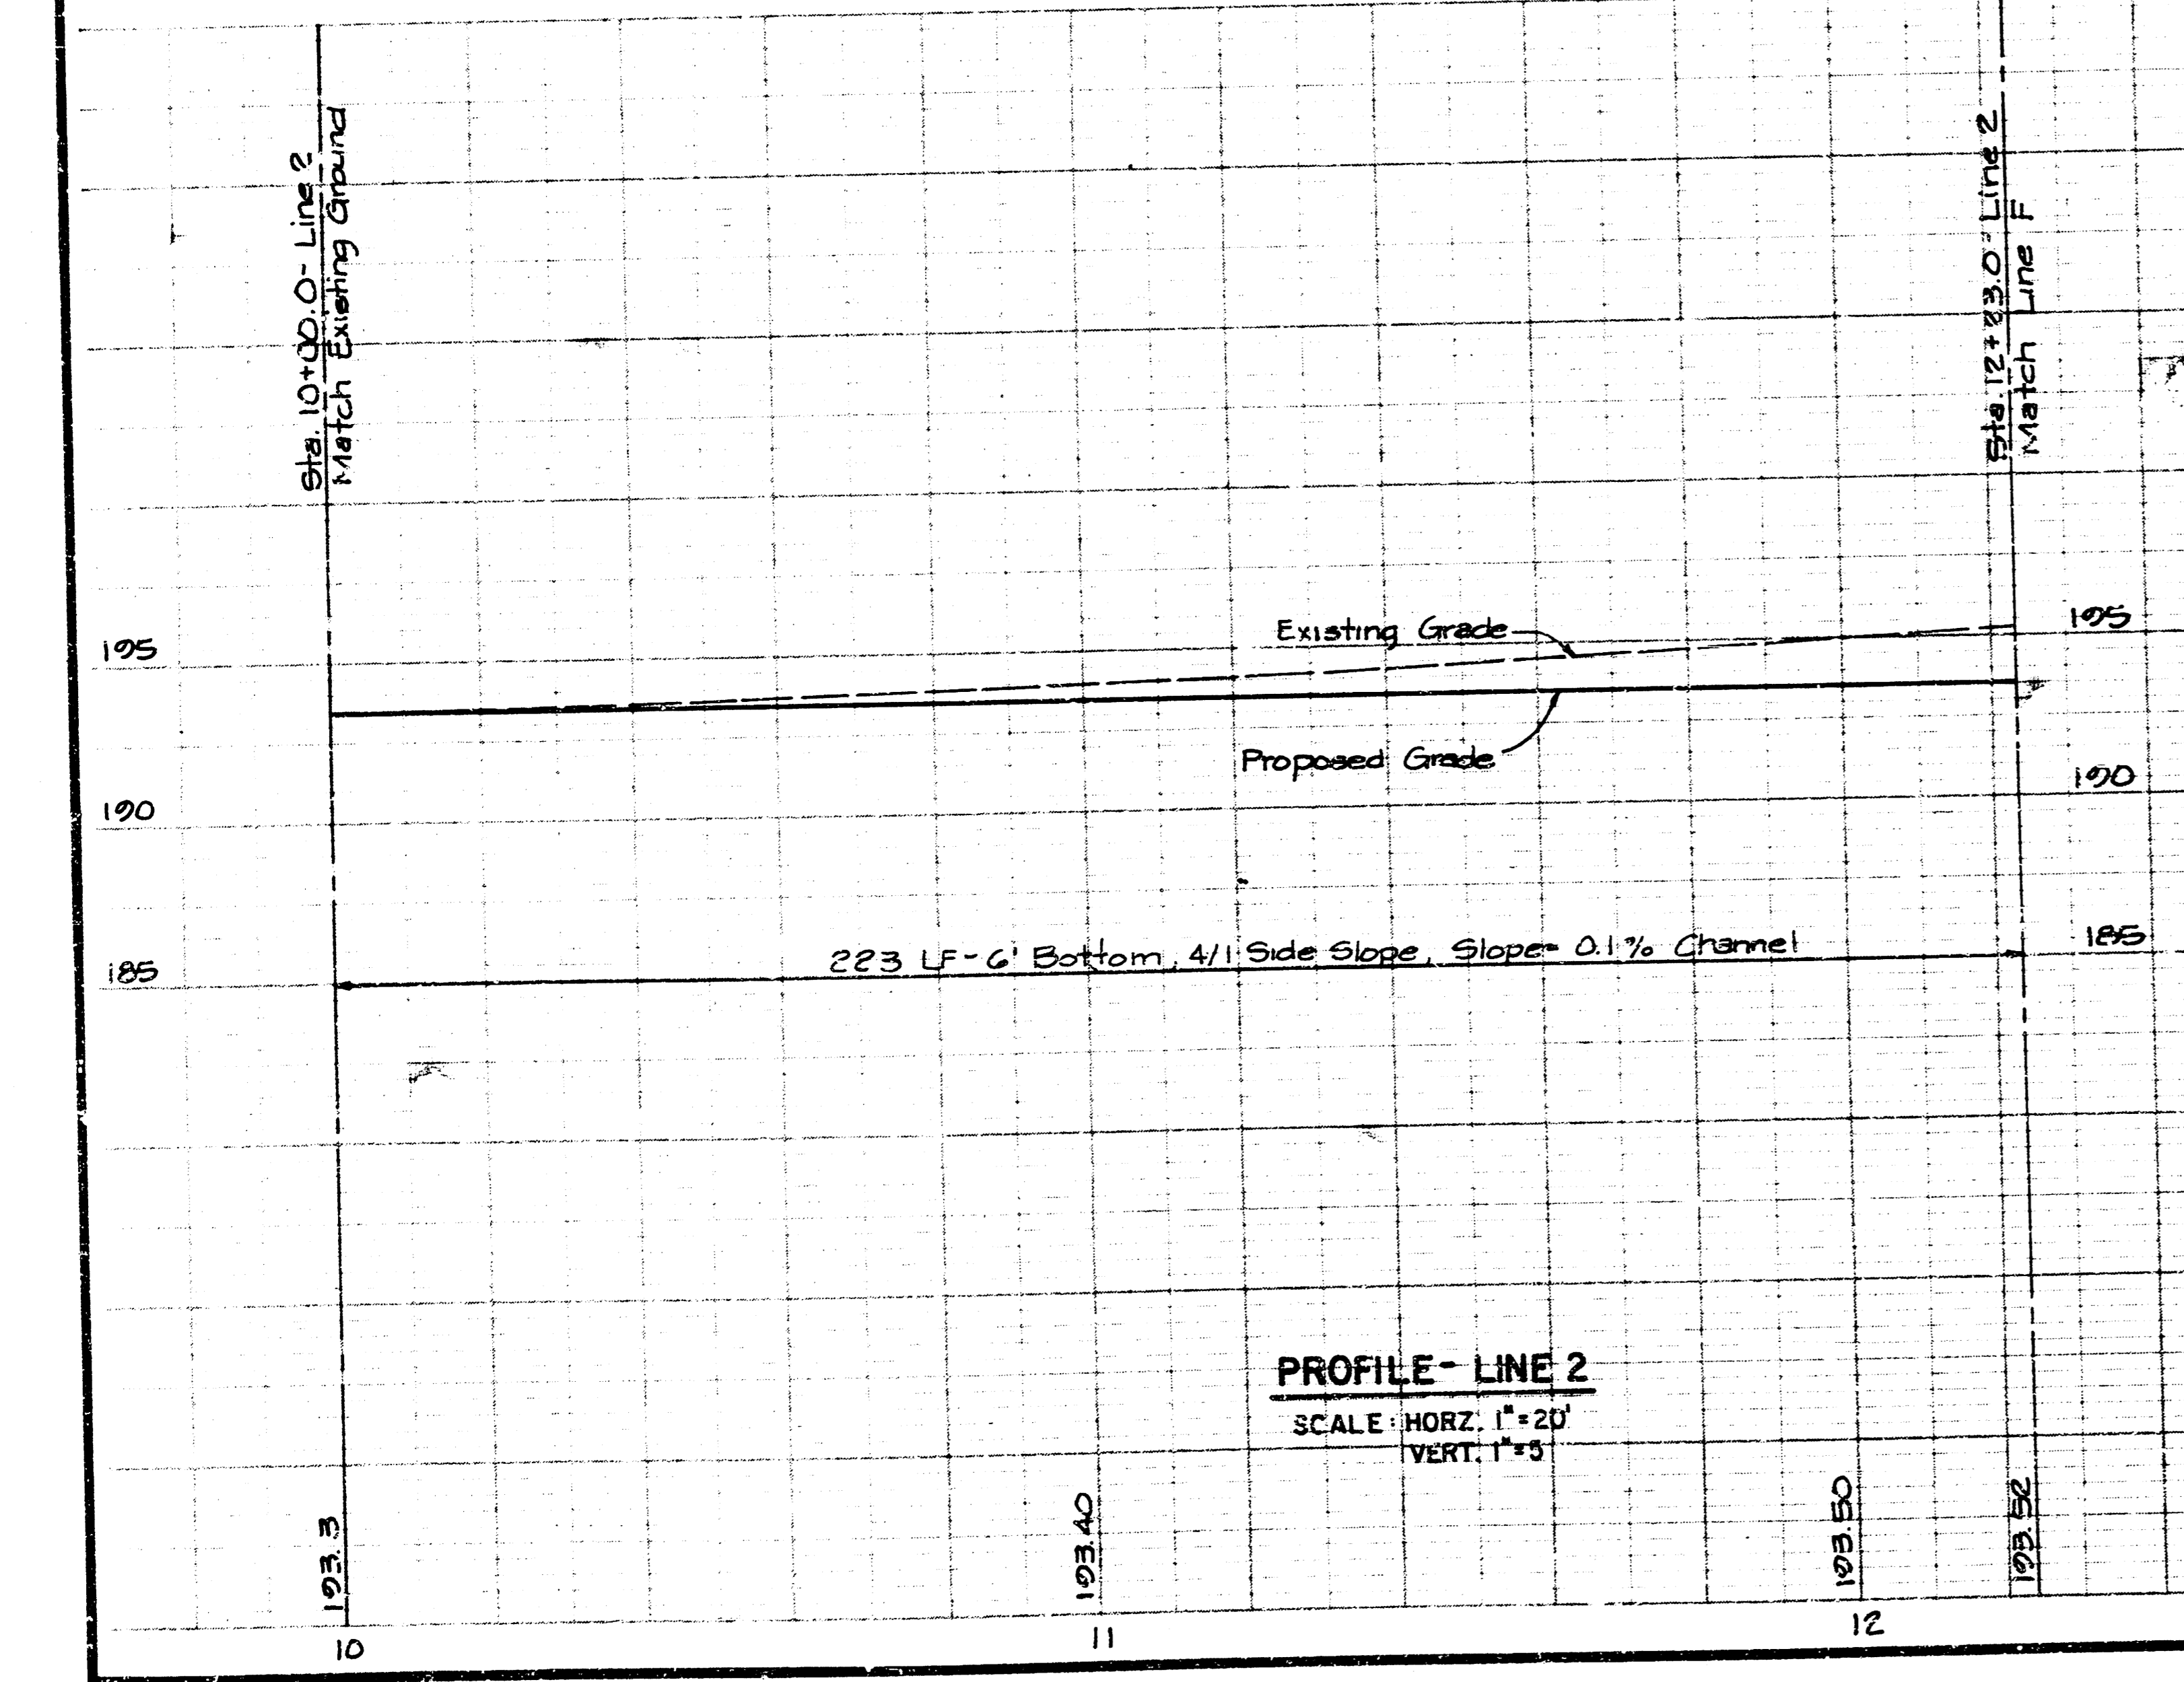 Sta. 10+00.0- Line 2
Match Existing Ground
Sta. 12+23.0- Line 2
Match Line F
Existing Grade
195
195
Proposed Grade
190
190
223 LF- 6' Bottom, 4/1 Side Slope, Slope= 0.1% Channel
185
185
PROFILE- LINE 2
SCALE: HORZ. 1"=20'
VERT. 1"=5'
193.3
193.40
193.50
193.52
10
11
12